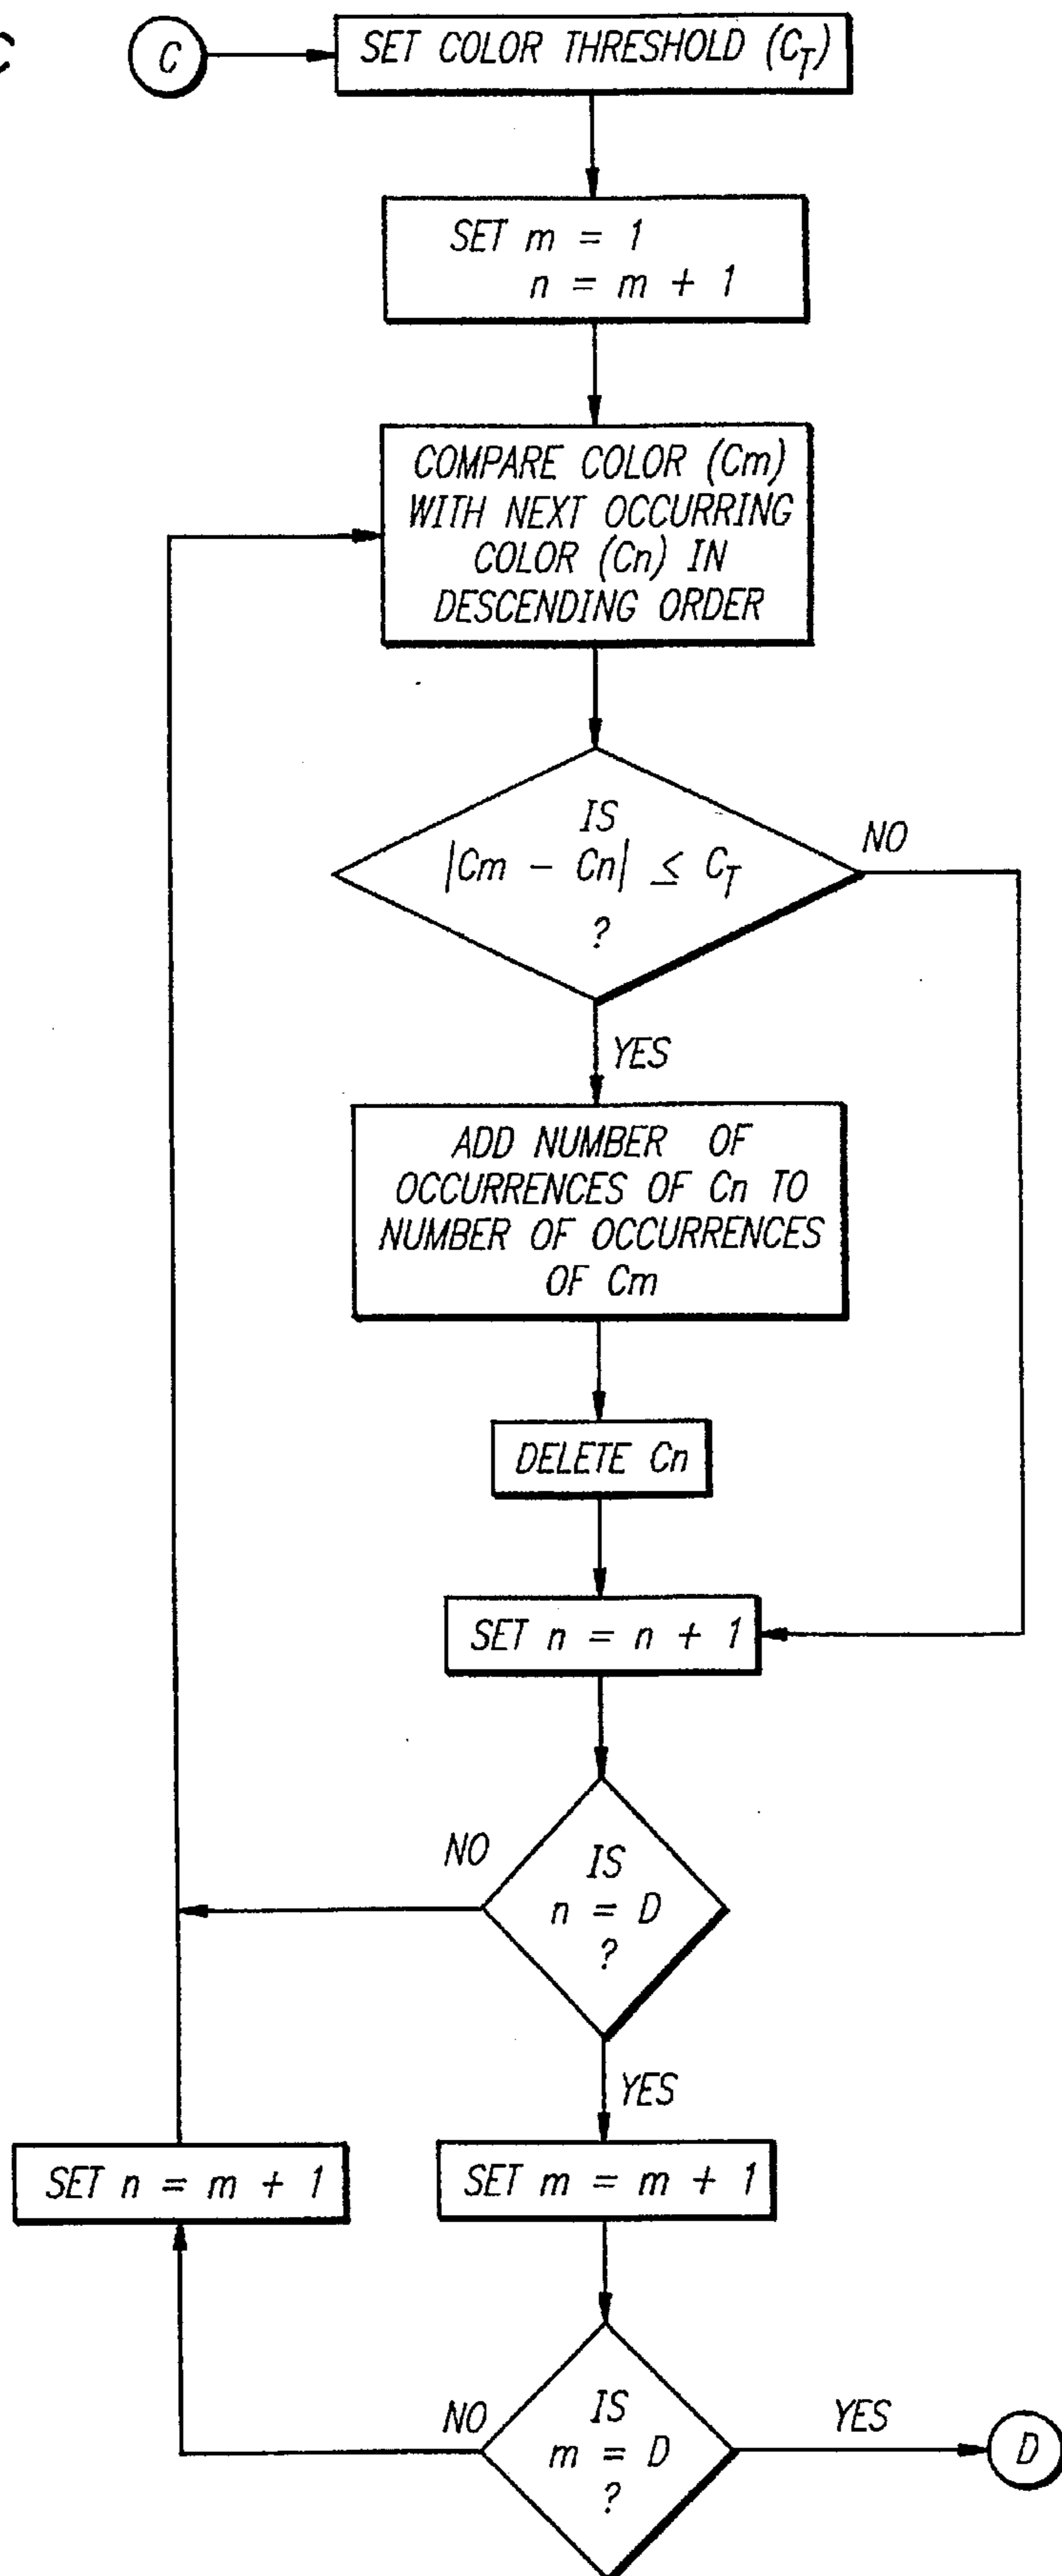 C
C
SET COLOR THRESHOLD (C_T)
SET m = 1
n = m + 1
COMPARE COLOR (Cm)
WITH NEXT OCCURRING
COLOR (Cn) IN
DESCENDING ORDER
IS
|Cm - Cn| ≤ C_T
?
NO
YES
ADD NUMBER OF
OCCURRENCES OF Cn TO
NUMBER OF OCCURRENCES
OF Cm
DELETE Cn
SET n = n + 1
NO
IS
n = D
?
YES
SET n = m + 1
SET m = m + 1
NO
IS
m = D
?
YES
D